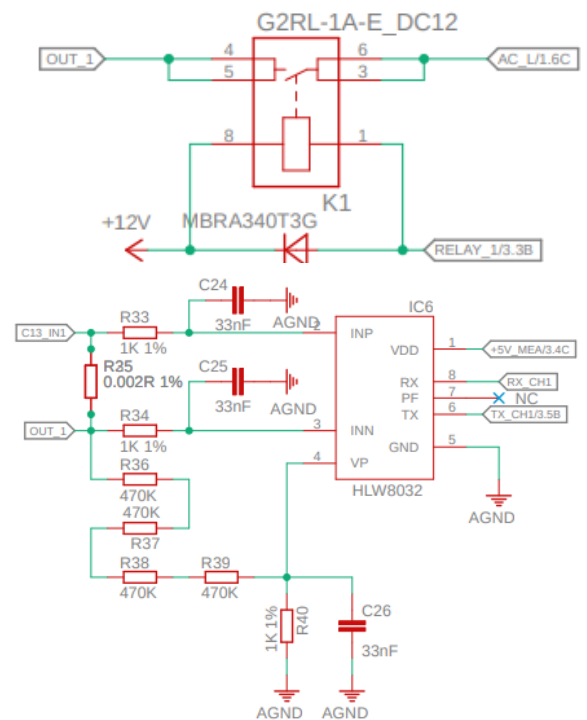 G2RL-1A-E_DC12
OUT_1
4
5
6
3
AC_L/1.6C
8
1
K1
+12V
MBRA340T3G
RELAY_1/3.3B
C24
33nF
AGND
IC6
C13_IN1
R33
1K 1%
2
INP
VDD
1
+5V_MEA/3.4C
R35
0.002R 1%
C25
33nF
AGND
RX
8
RX_CH1
PF
7
NC
TX
6
TX_CH1/3.5B
OUT_1
R34
1K 1%
3
INN
GND
5
4
VP
HLW8032
AGND
R36
470K
470K
R37
R38
470K
R39
470K
1K 1%
R40
C26
33nF
AGND
AGND